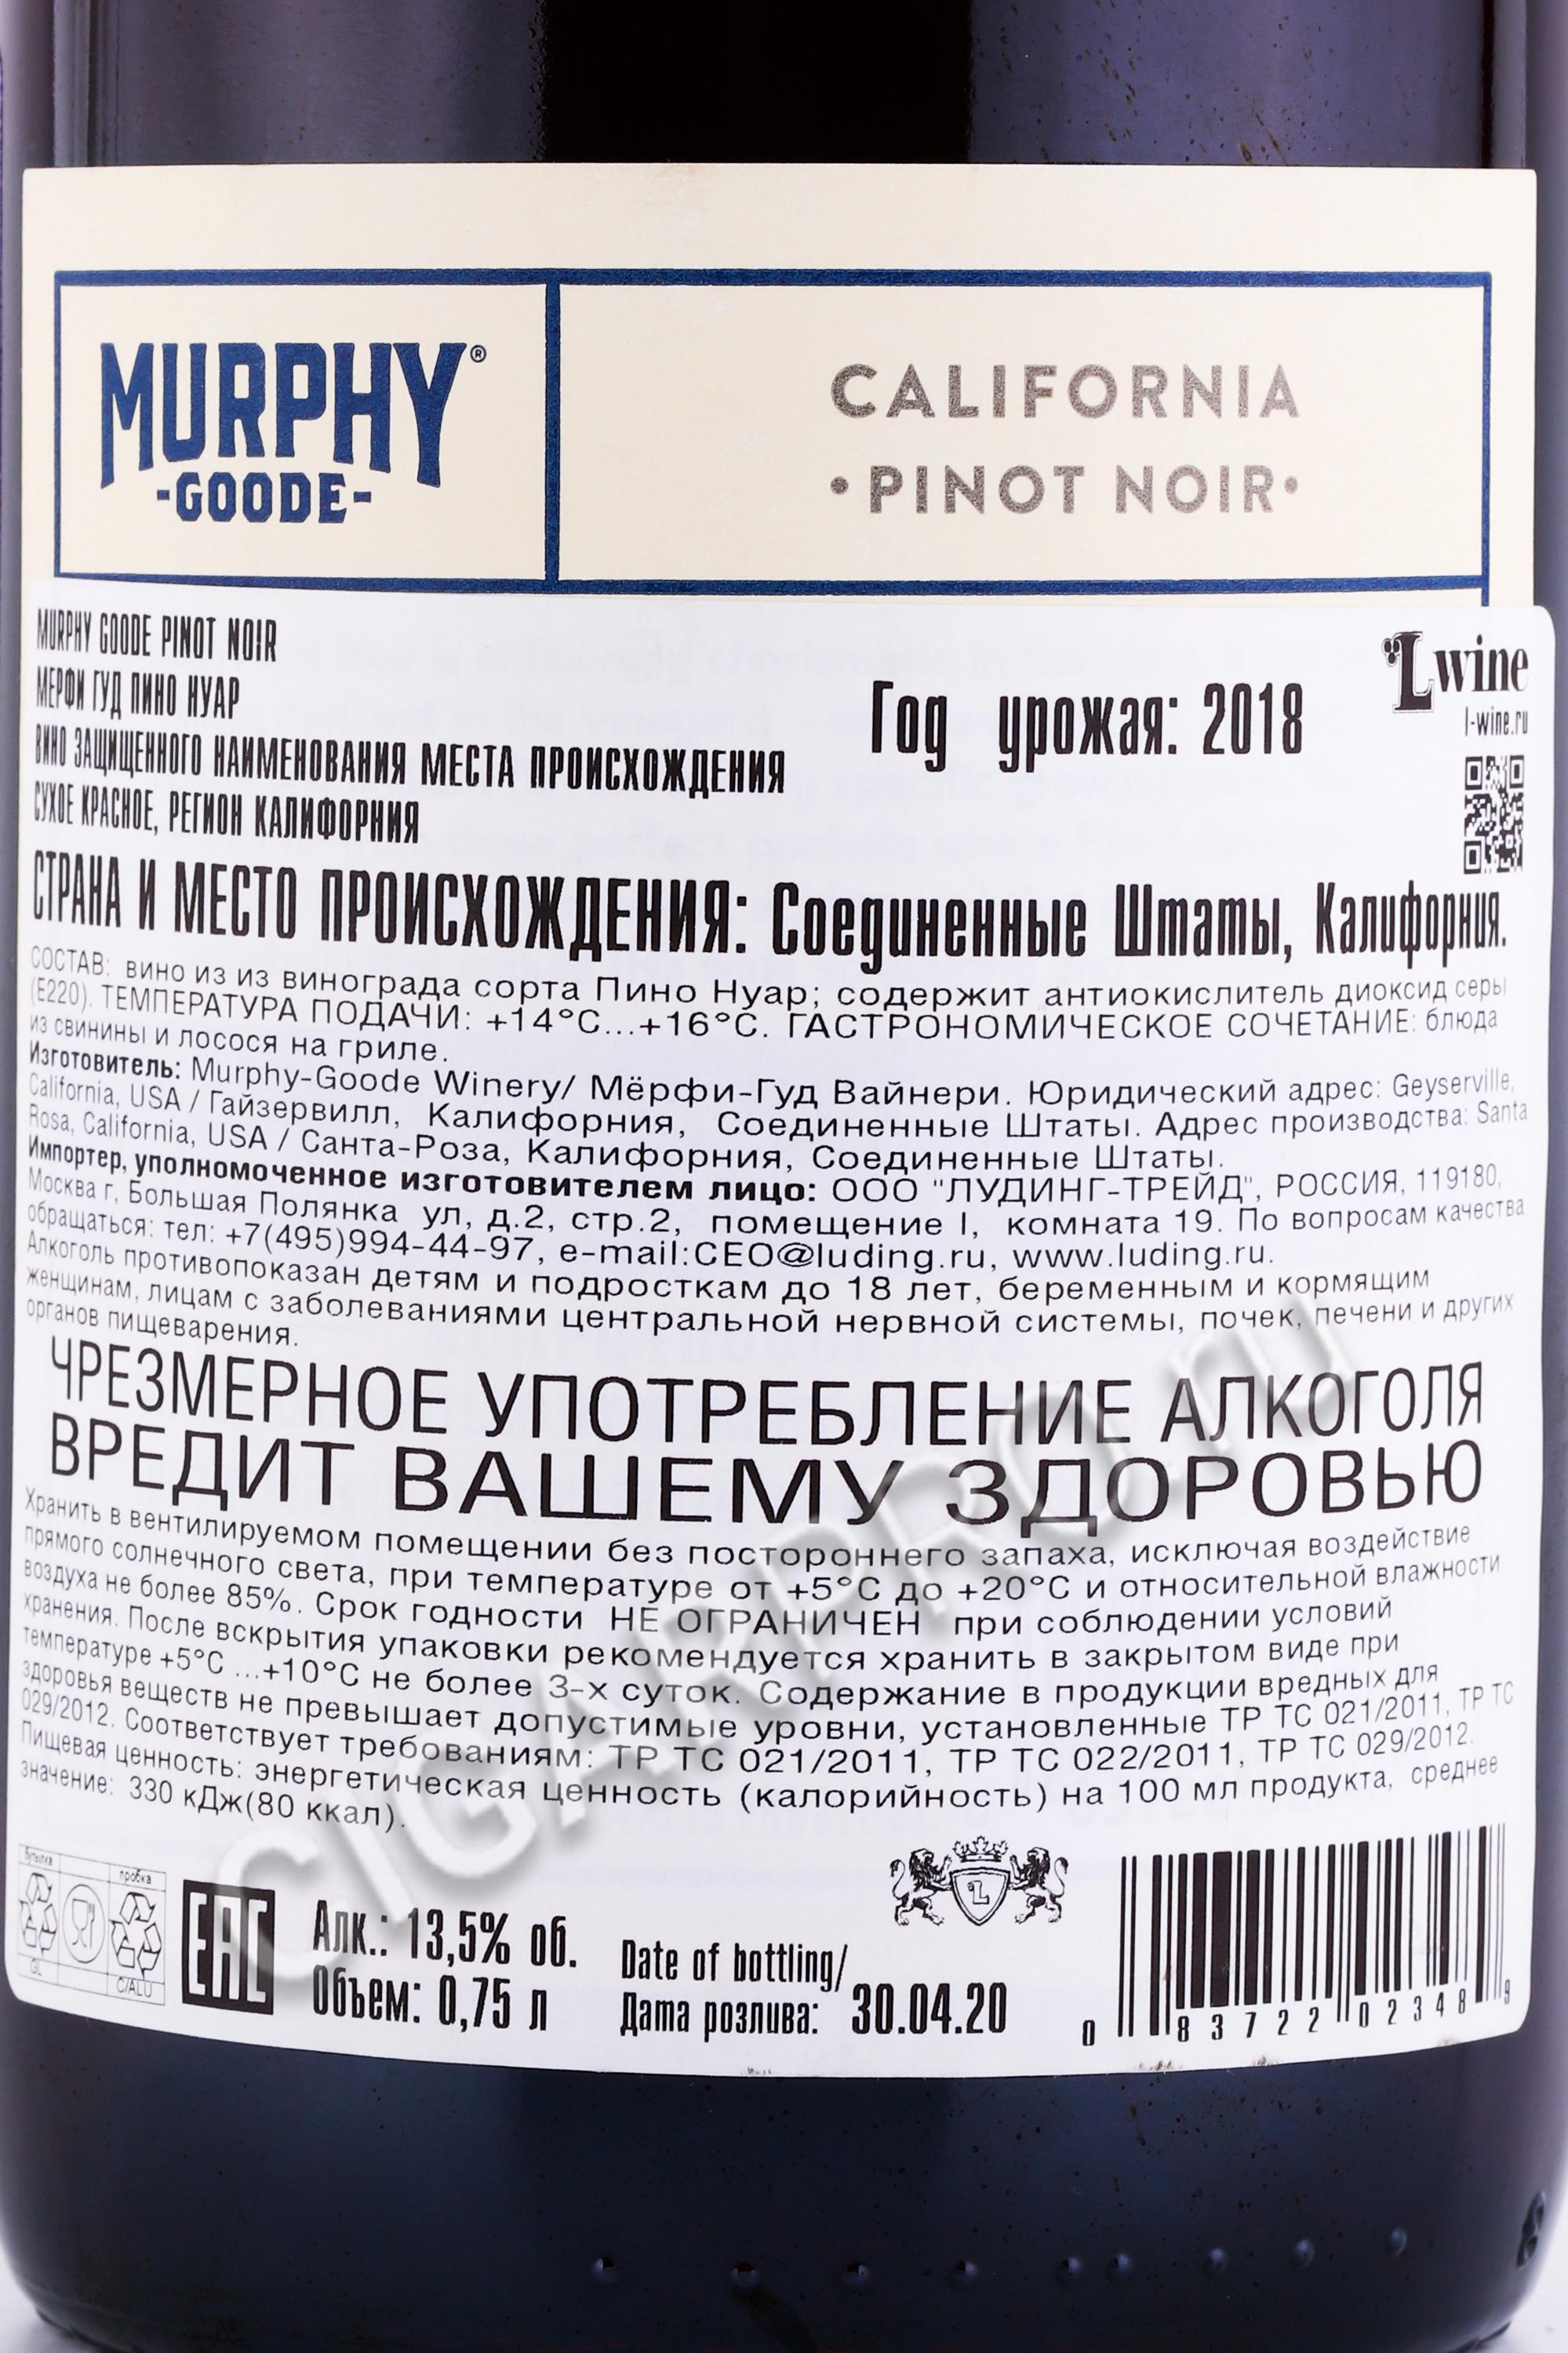 MURPHY®
-GOODE-
CALIFORNIA
• PINOT NOIR •
MURPHY GOODE PINOT NOIR
МЕРФИ ГУД ПИНО НУАР
ВИНО ЗАЩИЩЕННОГО НАИМЕНОВАНИЯ МЕСТА ПРОИСХОЖДЕНИЯ
СУХОЕ КРАСНОЕ, РЕГИОН КАЛИФОРНИЯ
Год урожая: 2018
L wine
l-wine.ru
СТРАНА И МЕСТО ПРОИСХОЖДЕНИЯ: Соединенные Штаты, Калифорния.
СОСТАВ: вино из из винограда сорта Пино Нуар; содержит антиокислитель диоксид серы
(Е220). ТЕМПЕРАТУРА ПОДАЧИ: +14°С...+16°С. ГАСТРОНОМИЧЕСКОЕ СОЧЕТАНИЕ: блюда
из свинины и лосося на гриле.
Изготовитель: Murphy-Goode Winery/ Мёрфи-Гуд Вайнери. Юридический адрес: Geyserville,
California, USA / Гайзервилл, Калифорния, Соединенные Штаты. Адрес производства: Santa
Rosa, California, USA / Санта-Роза, Калифорния, Соединенные Штаты.
Импортер, уполномоченное изготовителем лицо: ООО "ЛУДИНГ-ТРЕЙД", РОССИЯ, 119180,
Москва г, Большая Полянка ул, д.2, стр.2, помещение I, комната 19. По вопросам качества
обращаться: тел: +7(495)994-44-97, e-mail:CEO@luding.ru, www.luding.ru.
Алкоголь противопоказан детям и подросткам до 18 лет, беременным и кормящим
женщинам, лицам с заболеваниями центральной нервной системы, почек, печени и других
органов пищеварения.
ЧРЕЗМЕРНОЕ УПОТРЕБЛЕНИЕ АЛКОГОЛЯ
ВРЕДИТ ВАШЕМУ ЗДОРОВЬЮ
Хранить в вентилируемом помещении без постороннего запаха, исключая воздействие
прямого солнечного света, при температуре от +5°С до +20°С и относительной влажности
воздуха не более 85%. Срок годности НЕ ОГРАНИЧЕН при соблюдении условий
хранения. После вскрытия упаковки рекомендуется хранить в закрытом виде при
температуре +5°С ...+10°С не более 3-х суток. Содержание в продукции вредных для
здоровья веществ не превышает допустимые уровни, установленные ТР ТС 021/2011, ТР ТС
029/2012. Соответствует требованиям: ТР ТС 021/2011, ТР ТС 022/2011, ТР ТС 029/2012.
Пищевая ценность: энергетическая ценность (калорийность) на 100 мл продукта, среднее
значение: 330 кДж(80 ккал).
CIGARPRO.ru
бутылка
пробка
GL
C/ALU
EAC
Алк.: 13,5% об.
Объем: 0,75 л
Date of bottling/
Дата розлива: 30.04.20
L
0 83722 02348 9